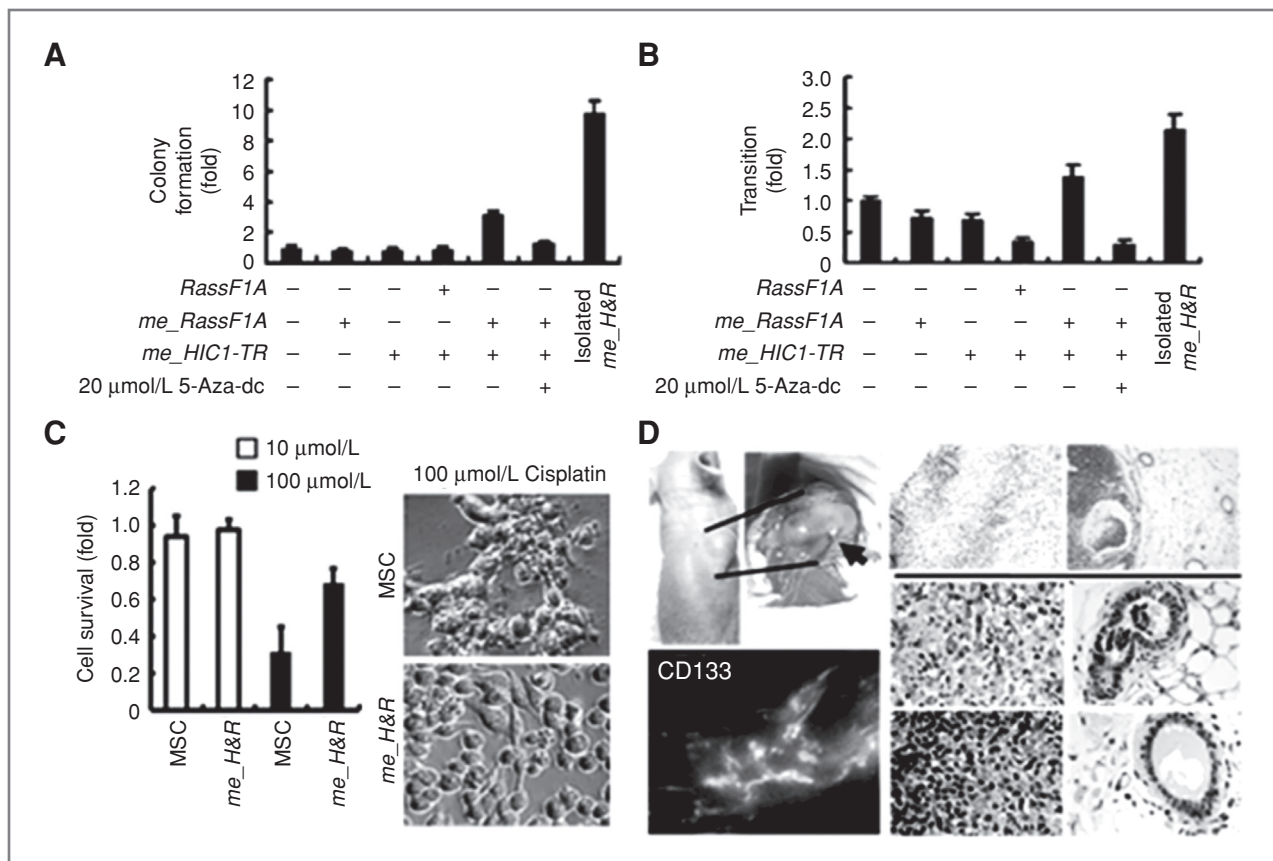 A
Colony
formation
(fold)
12
10
8
6
4
2
0
RassF1A − − − + − −
me_RassF1A − + − − + +
me_HIC1-TR − − + + + +
20 µmol/L 5-Aza-dc − − − − − +
Isolated
me_H&R
B
Transition
(fold)
3.0
2.5
2.0
1.5
1.0
0.5
0
RassF1A − − − + − −
me_RassF1A − + − − + +
me_HIC1-TR − − + + + +
20 µmol/L 5-Aza-dc − − − − − +
Isolated
me_H&R
C
10 µmol/L
100 µmol/L
Cell survival (fold)
1.2
1.0
0.8
0.6
0.4
0.2
0
MSC
me_H&R
MSC
me_H&R
100 µmol/L Cisplatin
MSC
me_H&R
D
CD133